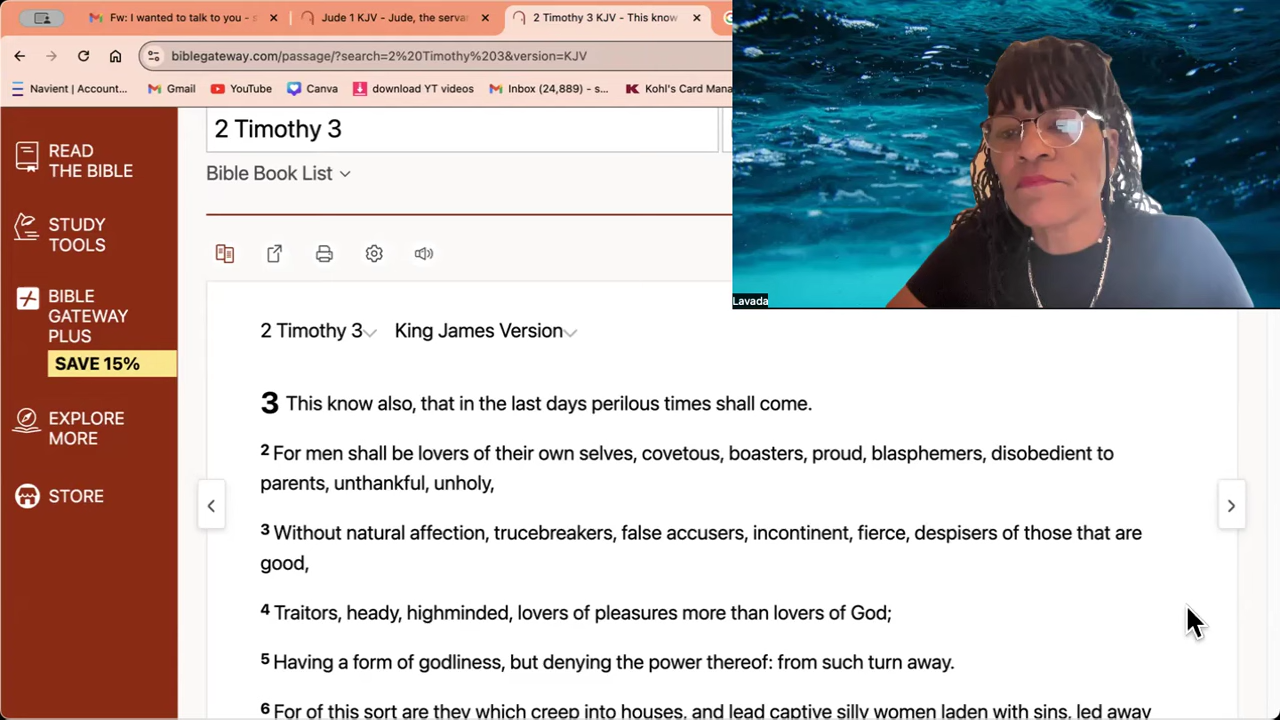 Fw: I wanted to talk to you - s
Jude 1 KJV - Jude, the serva
2 Timothy 3 KJV - This know
biblegateway.com/passage/?search=2%20Timothy%203&version=KJV
Navient | Account...
Gmail
YouTube
Canva
download YT videos
Inbox (24,889) - s...
Kohl's Card Mana
READ
THE BIBLE
STUDY
TOOLS
BIBLE
GATEWAY
PLUS
SAVE 15%
EXPLORE
MORE
STORE
2 Timothy 3
Bible Book List
Lavada
2 Timothy 3 King James Version
3 This know also, that in the last days perilous times shall come.
2 For men shall be lovers of their own selves, covetous, boasters, proud, blasphemers, disobedient to
parents, unthankful, unholy,
3 Without natural affection, trucebreakers, false accusers, incontinent, fierce, despisers of those that are
good,
4 Traitors, heady, highminded, lovers of pleasures more than lovers of God;
5 Having a form of godliness, but denying the power thereof: from such turn away.
6 For of this sort are they which creep into houses, and lead captive silly women laden with sins, led away